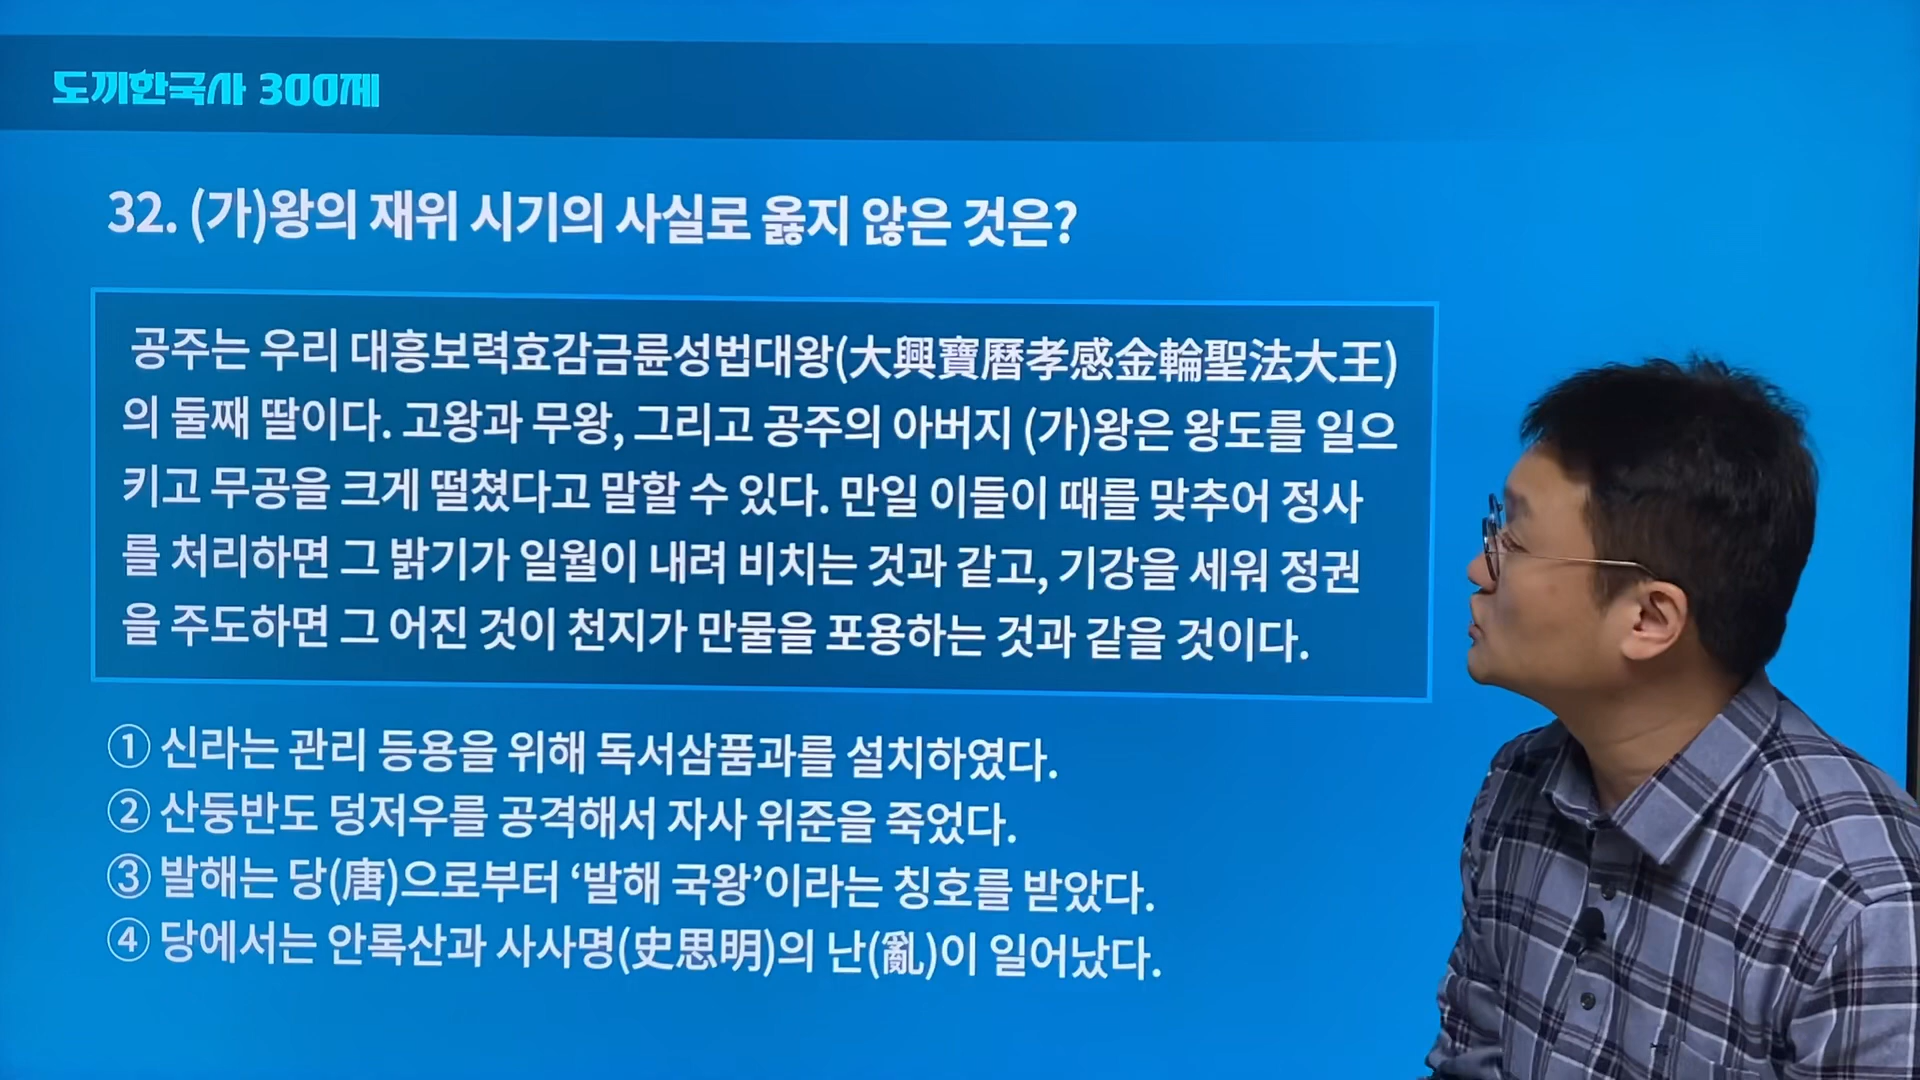 도끼한국사 300제
32. (가)왕의 재위 시기의 사실로 옳지 않은 것은?
공주는 우리 대흥보력효감금륜성법대왕(大興寶曆孝感金輪聖法大王)
의 둘째 딸이다. 고왕과 무왕, 그리고 공주의 아버지 (가)왕은 왕도를 일으
키고 무공을 크게 떨쳤다고 말할 수 있다. 만일 이들이 때를 맞추어 정사
를 처리하면 그 밝기가 일월이 내려 비치는 것과 같고, 기강을 세워 정권
을 주도하면 그 어진 것이 천지가 만물을 포용하는 것과 같을 것이다.
① 신라는 관리 등용을 위해 독서삼품과를 설치하였다.
② 산둥반도 덩저우를 공격해서 자사 위준을 죽었다.
③ 발해는 당(唐)으로부터 ‘발해 국왕’이라는 칭호를 받았다.
④ 당에서는 안록산과 사사명(史思明)의 난(亂)이 일어났다.